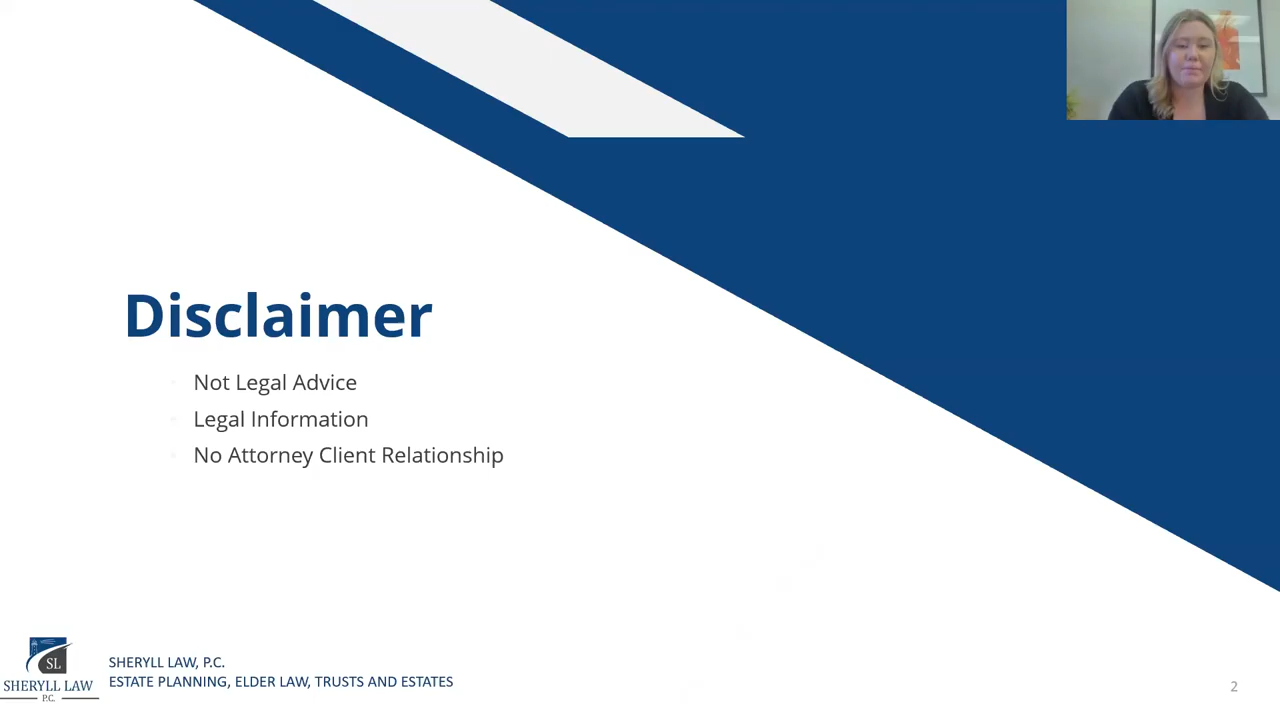 Disclaimer
Not Legal Advice
Legal Information
No Attorney Client Relationship
SL
SHERYLL LAW
P.C.
SHERYLL LAW, P.C.
ESTATE PLANNING, ELDER LAW, TRUSTS AND ESTATES
2